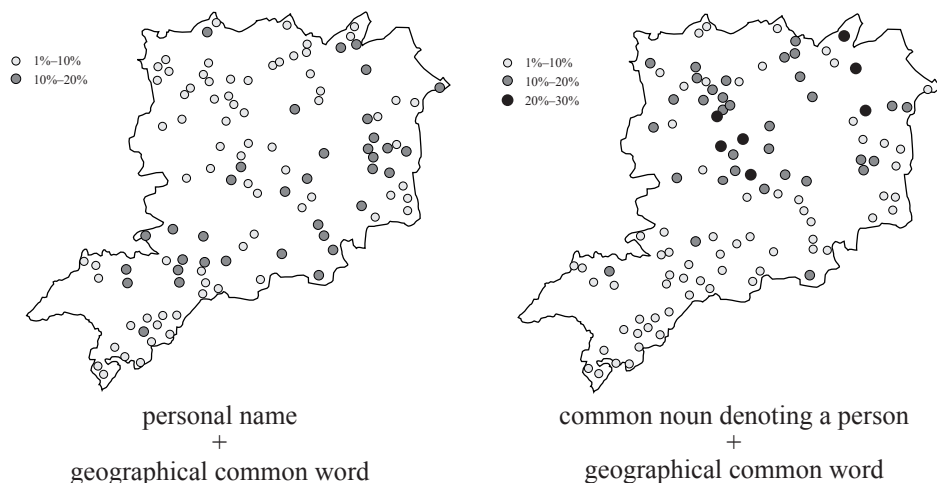 1%–10%
10%–20%
1%–10%
10%–20%
20%–30%
personal name
+
geographical common word
common noun denoting a person
+
geographical common word